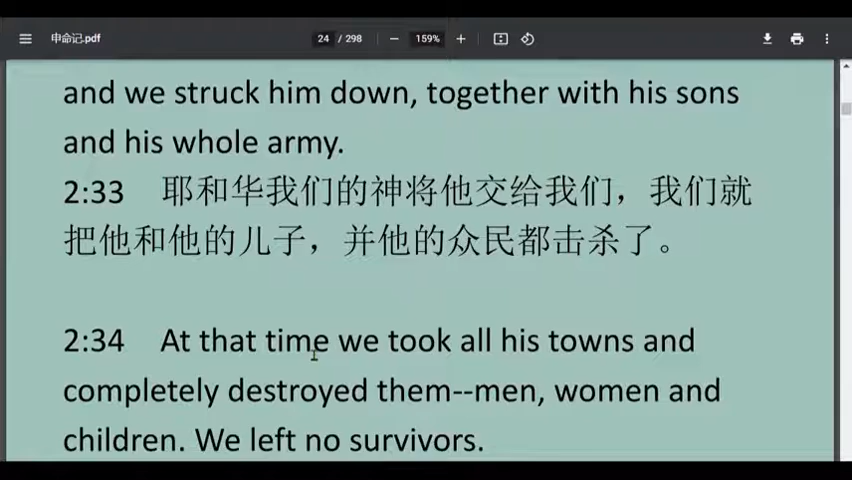 申命记.pdf
24 / 298
159%
and we struck him down, together with his sons
and his whole army.
2:33 耶和华我们的神将他交给我们，我们就
把他和他的儿子，并他的众民都击杀了。
2:34 At that time we took all his towns and
completely destroyed them--men, women and
children. We left no survivors.